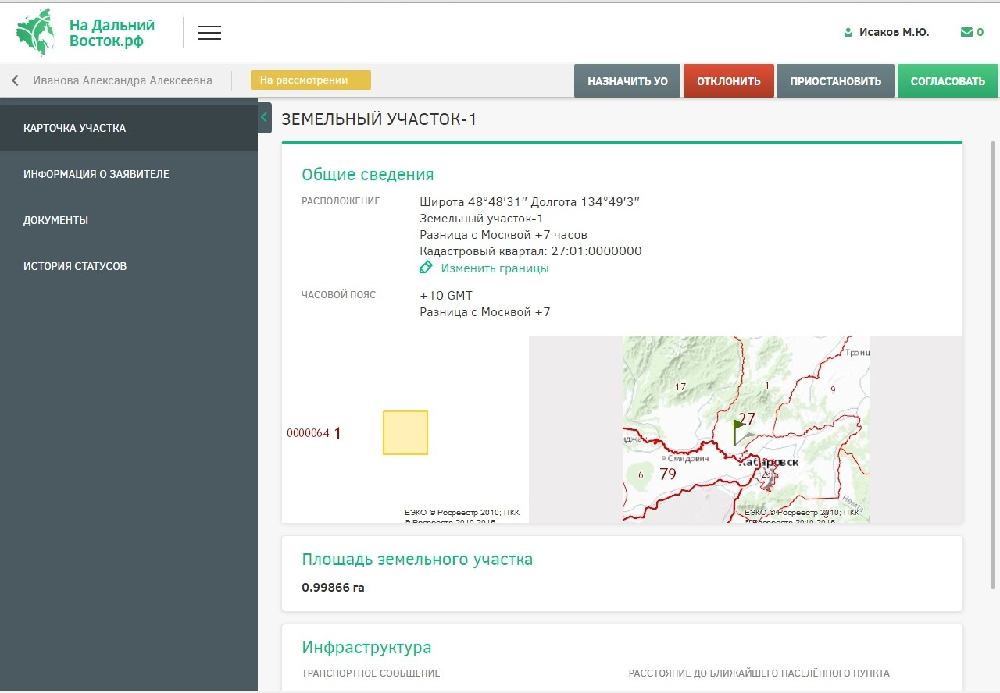 На Дальний
Восток.рф
Исаков М.Ю.
0
Иванова Александра Алексеевна
На рассмотрении
НАЗНАЧИТЬ УО
ОТКЛОНИТЬ
ПРИОСТАНОВИТЬ
СОГЛАСОВАТЬ
КАРТОЧКА УЧАСТКА
ИНФОРМАЦИЯ О ЗАЯВИТЕЛЕ
ДОКУМЕНТЫ
ИСТОРИЯ СТАТУСОВ
ЗЕМЕЛЬНЫЙ УЧАСТОК-1
Общие сведения
РАСПОЛОЖЕНИЕ
Широта 48°48′31″ Долгота 134°49′3″
Земельный участок-1
Разница с Москвой +7 часов
Кадастровый квартал: 27:01:0000000
Изменить границы
ЧАСОВОЙ ПОЯС
+10 GMT
Разница с Москвой +7
0000064 1
ЕЭКО © Росреестр 2010; ПКК
© Росреестр 2010-2015
Троиц
17
1
9
27
иджан
Смидович
Хабаровск
6
79
23
Немта
8
ЕЭКО © Росреестр 2010; ПКК
© Росреестр 2010-2015
Площадь земельного участка
0.99866 га
Инфраструктура
ТРАНСПОРТНОЕ СООБЩЕНИЕ
РАССТОЯНИЕ ДО БЛИЖАЙШЕГО НАСЕЛЁННОГО ПУНКТА